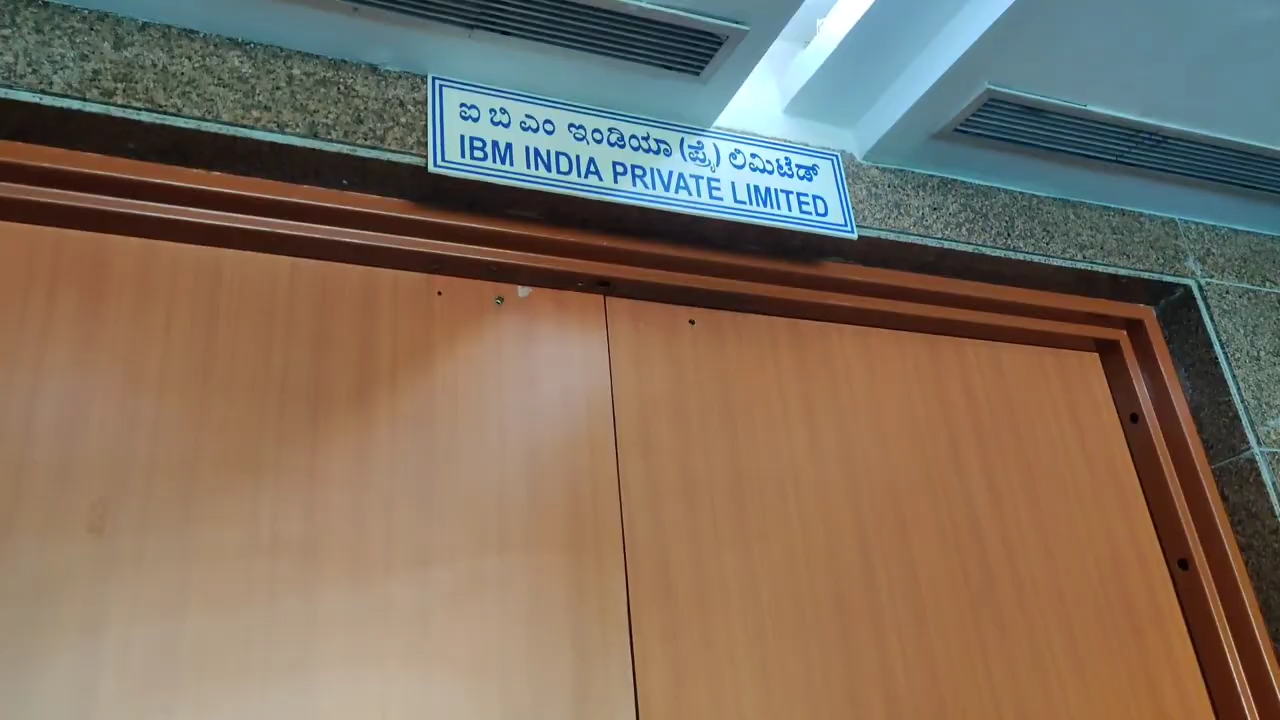 ಐ ಬಿ ಎಂ ಇಂಡಿಯಾ (ಪ್ರೈ) ಲಿಮಿಟೆಡ್
IBM INDIA PRIVATE LIMITED